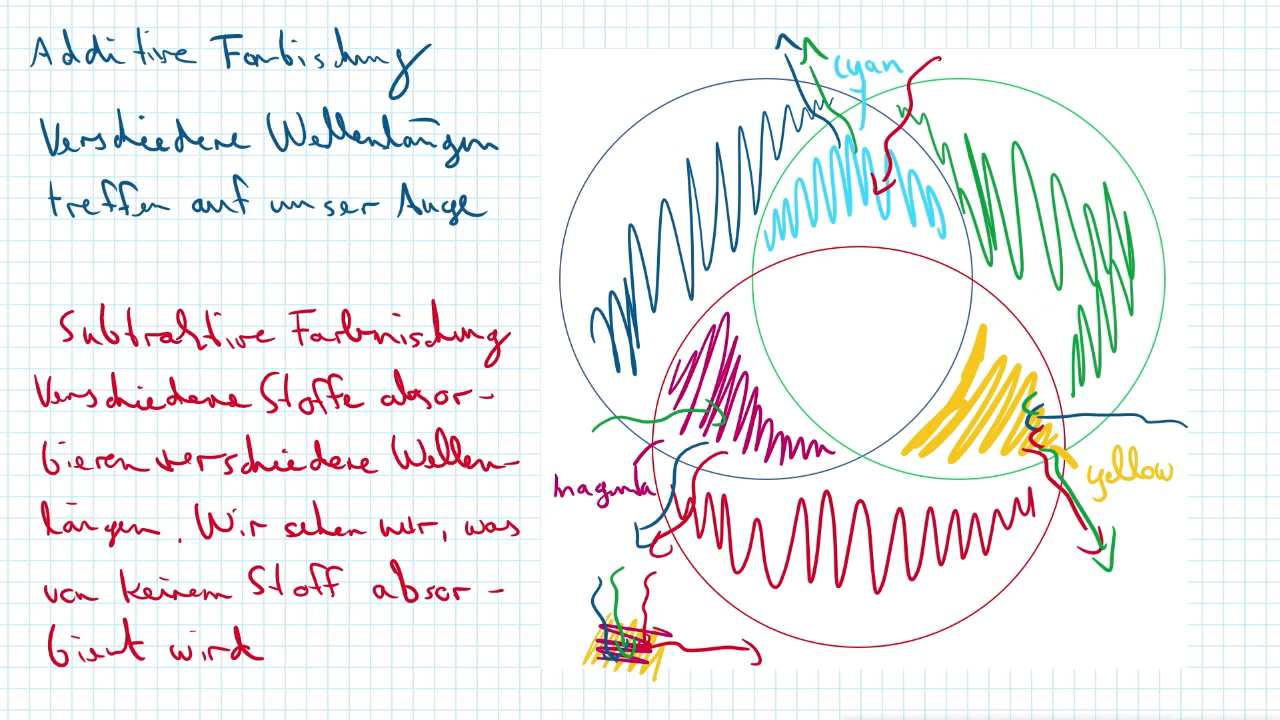 Additive Farbischung
Verschiedene Wellenlängen
treffen auf unser Auge
Subtraktive Farbmischung
Verschiedene Stoffe absor-
bieren verschiedene Wellen-
längen. Wir sehen nur, was
von keinem Stoff absor-
biert wird
cyan
magenta
yellow